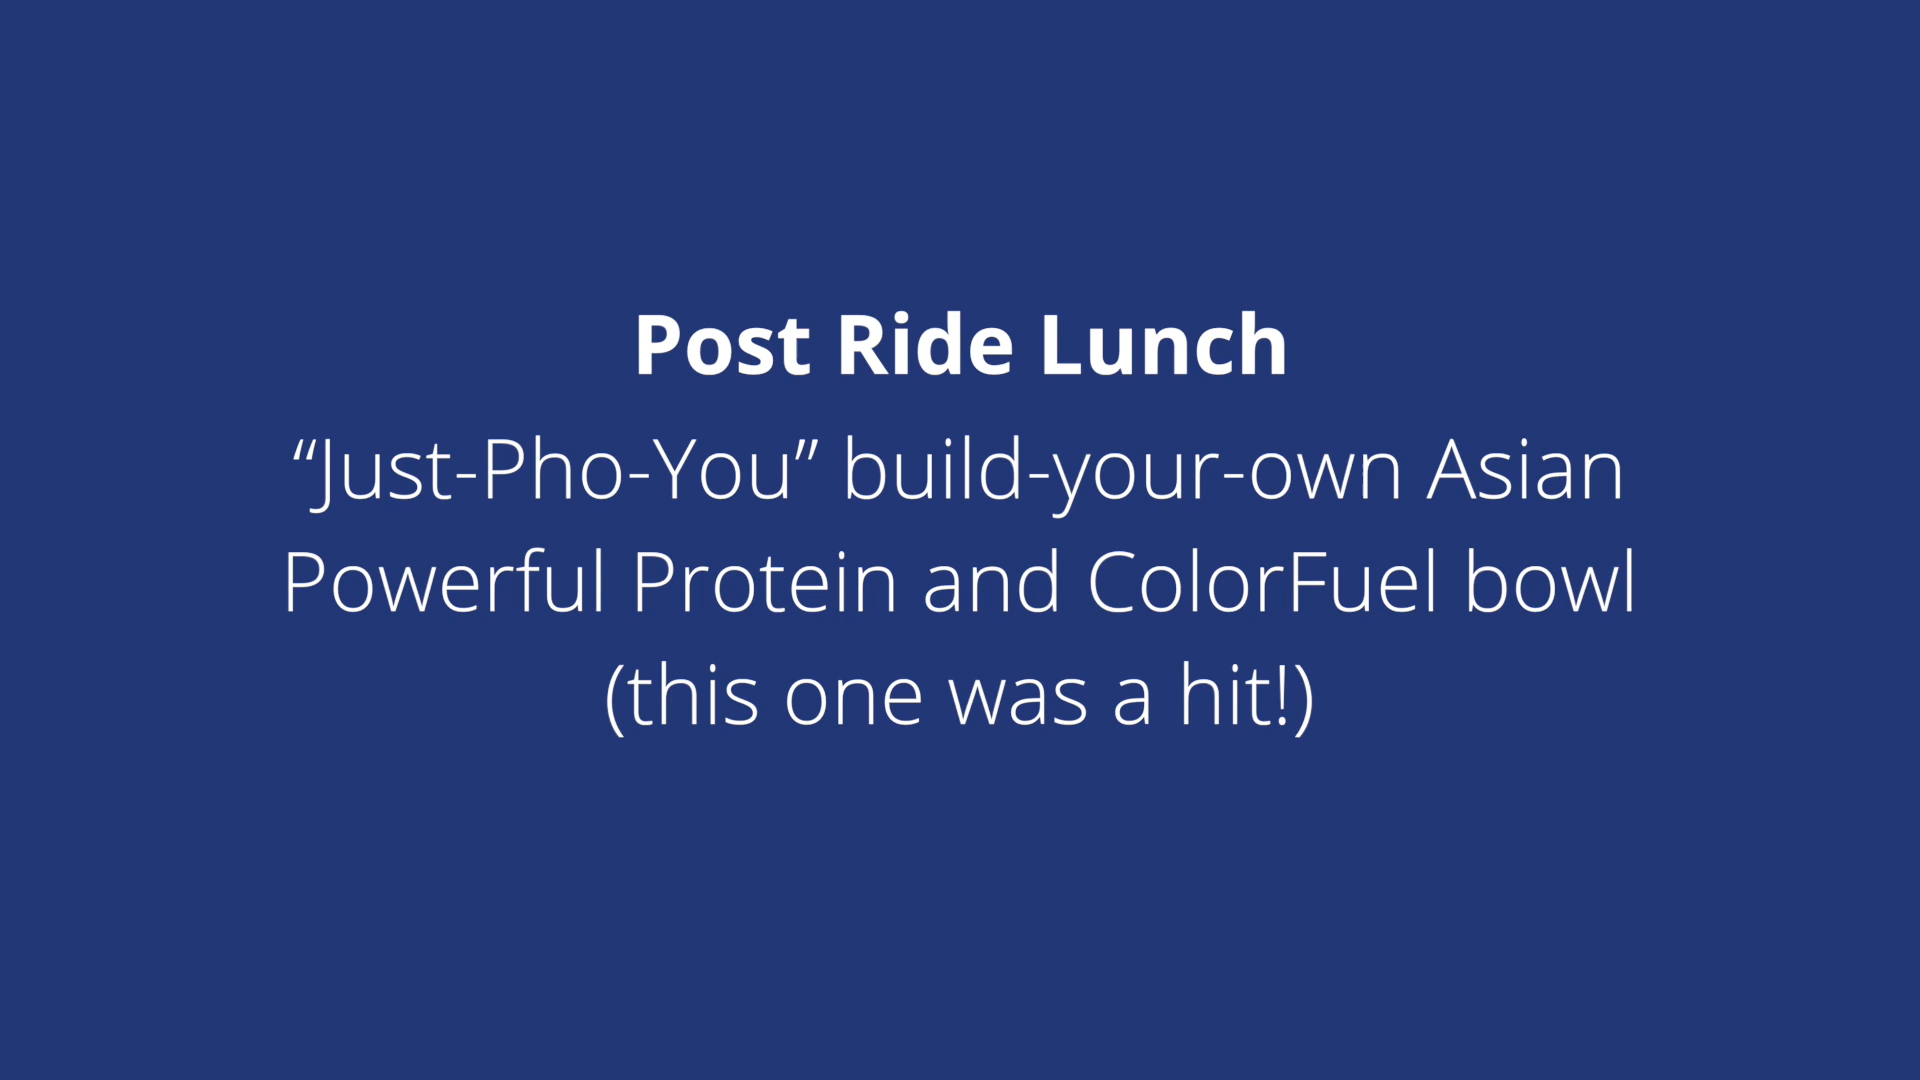 Post Ride Lunch
“Just-Pho-You” build-your-own Asian
Powerful Protein and ColorFuel bowl
(this one was a hit!)